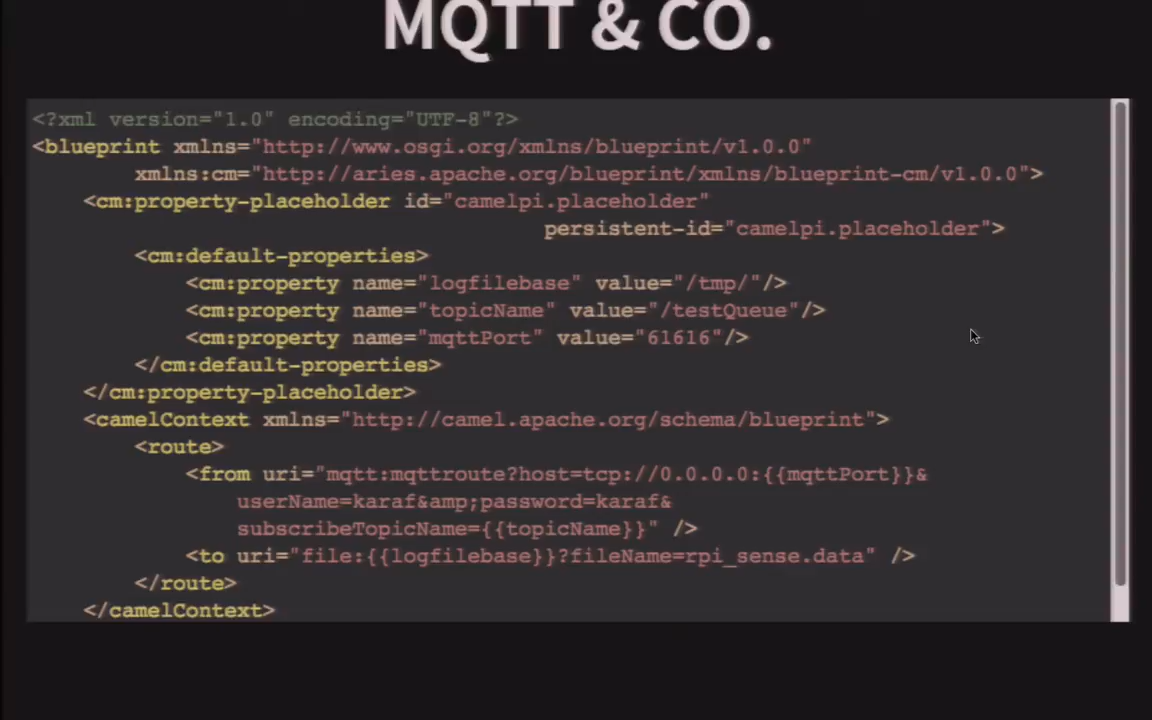 MQTT & CO.
<?xml version="1.0" encoding="UTF-8"?>
<blueprint xmlns="http://www.osgi.org/xmlns/blueprint/v1.0.0"
        xmlns:cm="http://aries.apache.org/blueprint/xmlns/blueprint-cm/v1.0.0">
    <cm:property-placeholder id="camelpi.placeholder"
                                        persistent-id="camelpi.placeholder">
        <cm:default-properties>
            <cm:property name="logfilebase" value="/tmp/"/>
            <cm:property name="topicName" value="/testQueue"/>
            <cm:property name="mqttPort" value="61616"/>
        </cm:default-properties>
    </cm:property-placeholder>
    <camelContext xmlns="http://camel.apache.org/schema/blueprint">
        <route>
            <from uri="mqtt:mqttroute?host=tcp://0.0.0.0:{{mqttPort}}&
                userName=karaf&amp;password=karaf&
                subscribeTopicName={{topicName}}" />
            <to uri="file:{{logfilebase}}?fileName=rpi_sense.data" />
        </route>
    </camelContext>